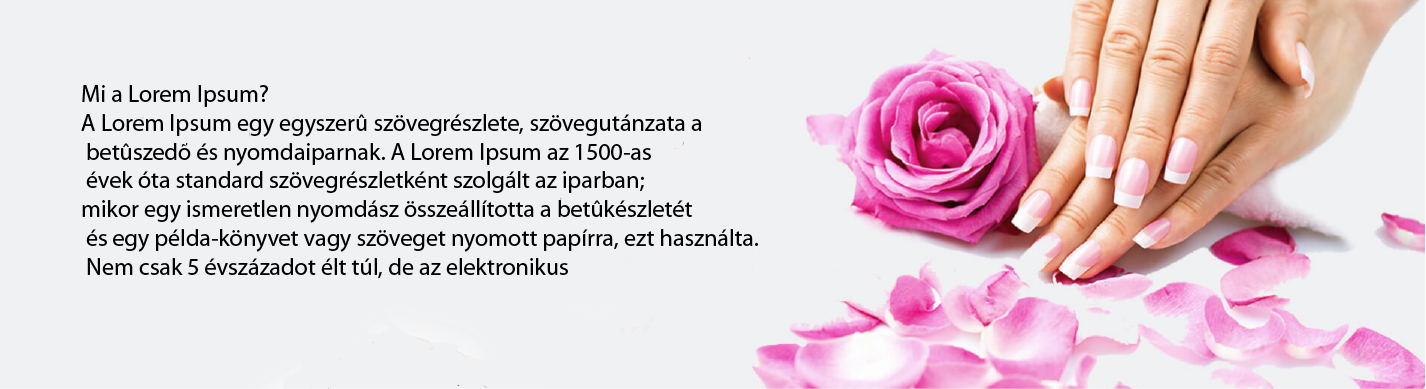 Mi a Lorem Ipsum?
A Lorem Ipsum egy egyszerû szövegrészlete, szövegutánzata a
betûszedő és nyomdaiparnak. A Lorem Ipsum az 1500-as
évek óta standard szövegrészletként szolgált az iparban;
mikor egy ismeretlen nyomdász összeállította a betûkészletét
és egy példa-könyvet vagy szöveget nyomott papírra, ezt használta.
Nem csak 5 évszázadot élt túl, de az elektronikus